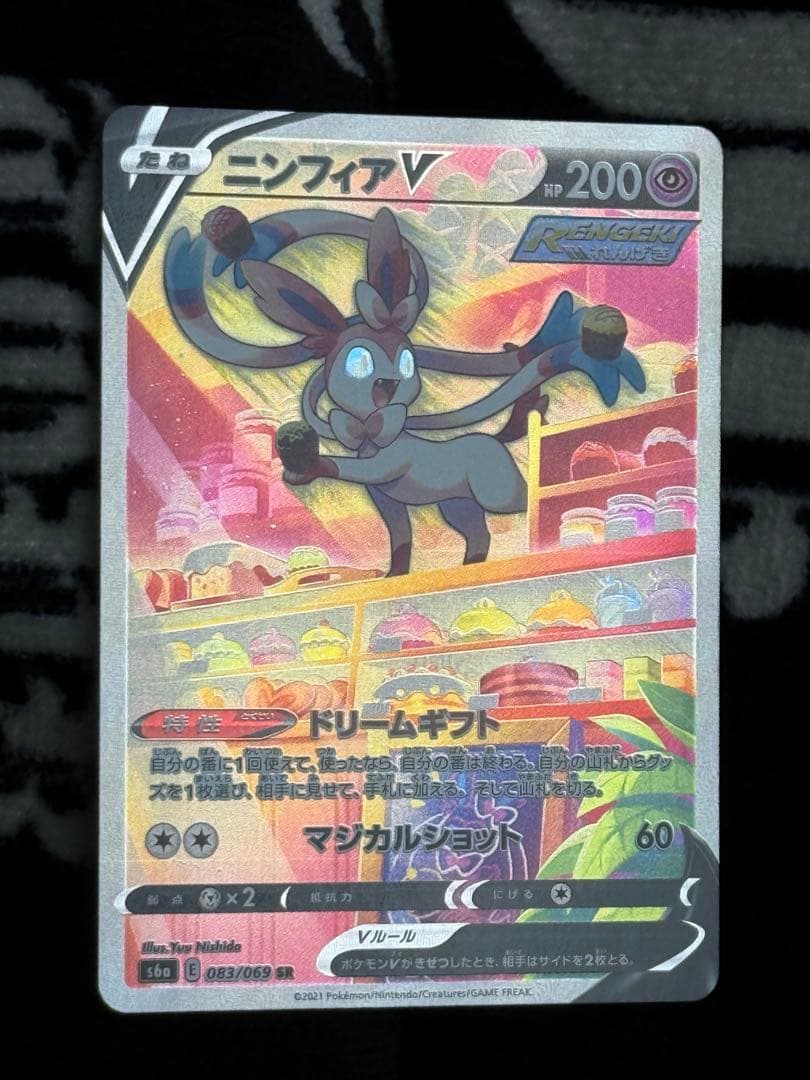 たね ニンフィアV HP 200
RENGEKI
れんげき
特性 とくせい ドリームギフト
自分の番に1回使えて、使ったなら、自分の番は終わる。自分の山札からグッ
ズを1枚選び、相手に見せて、手札に加える。そして山札を切る。
マジカルショット 60
弱点 ×2 抵抗力 にげる
Vルール
ポケモンVがきぜつしたとき、相手はサイドを2枚とる。
Illus. Yuu Nishida
s6a E 083/069 SR
©2021 Pokémon/Nintendo/Creatures/GAME FREAK.